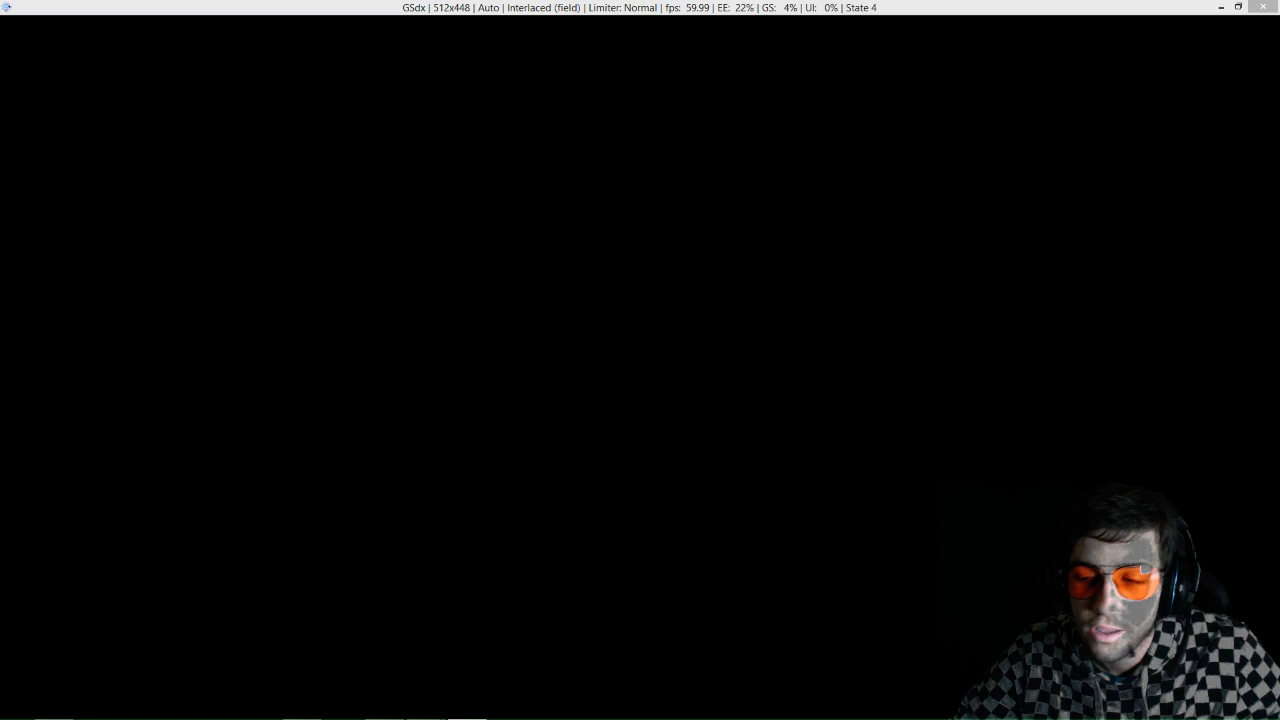 GSdx | 512x448 | Auto | Interlaced (field) | Limiter: Normal | fps: 59.99 | EE: 22% | GS: 4% | UI: 0% | State 4